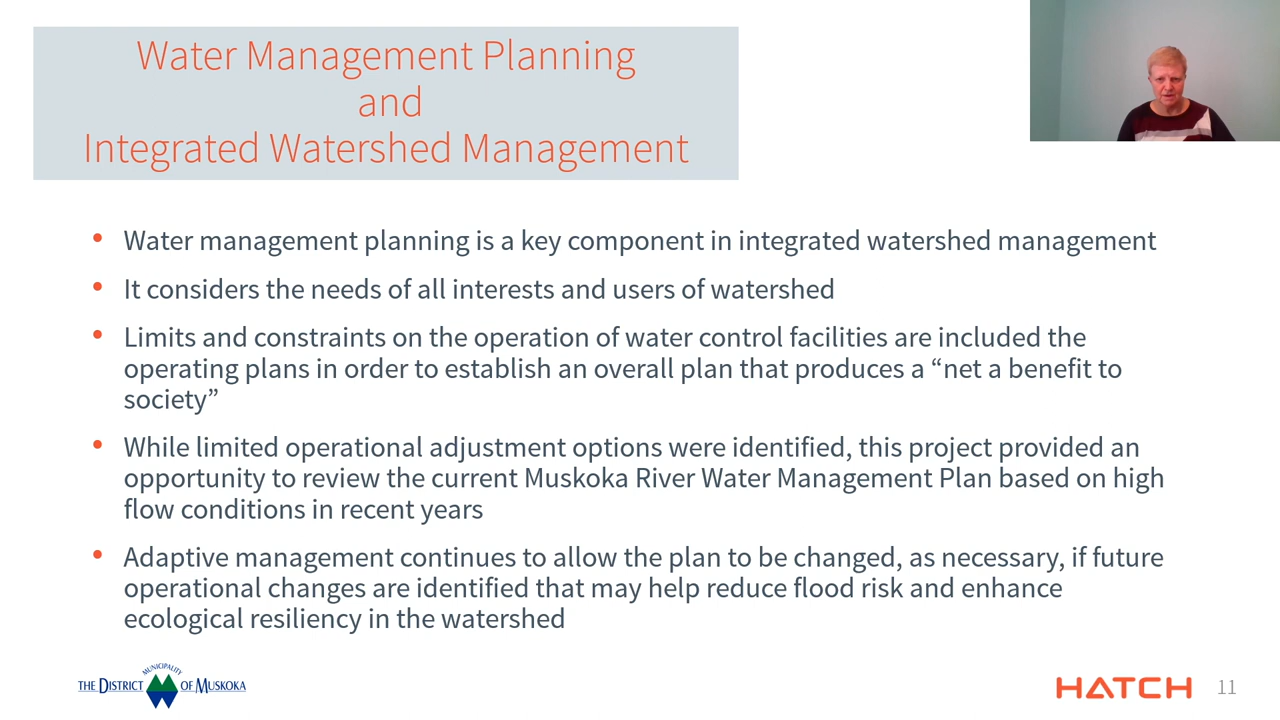 Water Management Planning
and
Integrated Watershed Management
• Water management planning is a key component in integrated watershed management
• It considers the needs of all interests and users of watershed
• Limits and constraints on the operation of water control facilities are included the
operating plans in order to establish an overall plan that produces a “net a benefit to
society”
• While limited operational adjustment options were identified, this project provided an
opportunity to review the current Muskoka River Water Management Plan based on high
flow conditions in recent years
• Adaptive management continues to allow the plan to be changed, as necessary, if future
operational changes are identified that may help reduce flood risk and enhance
ecological resiliency in the watershed
MUNICIPALITY
THE DISTRICT OF MUSKOKA
HATCH
11